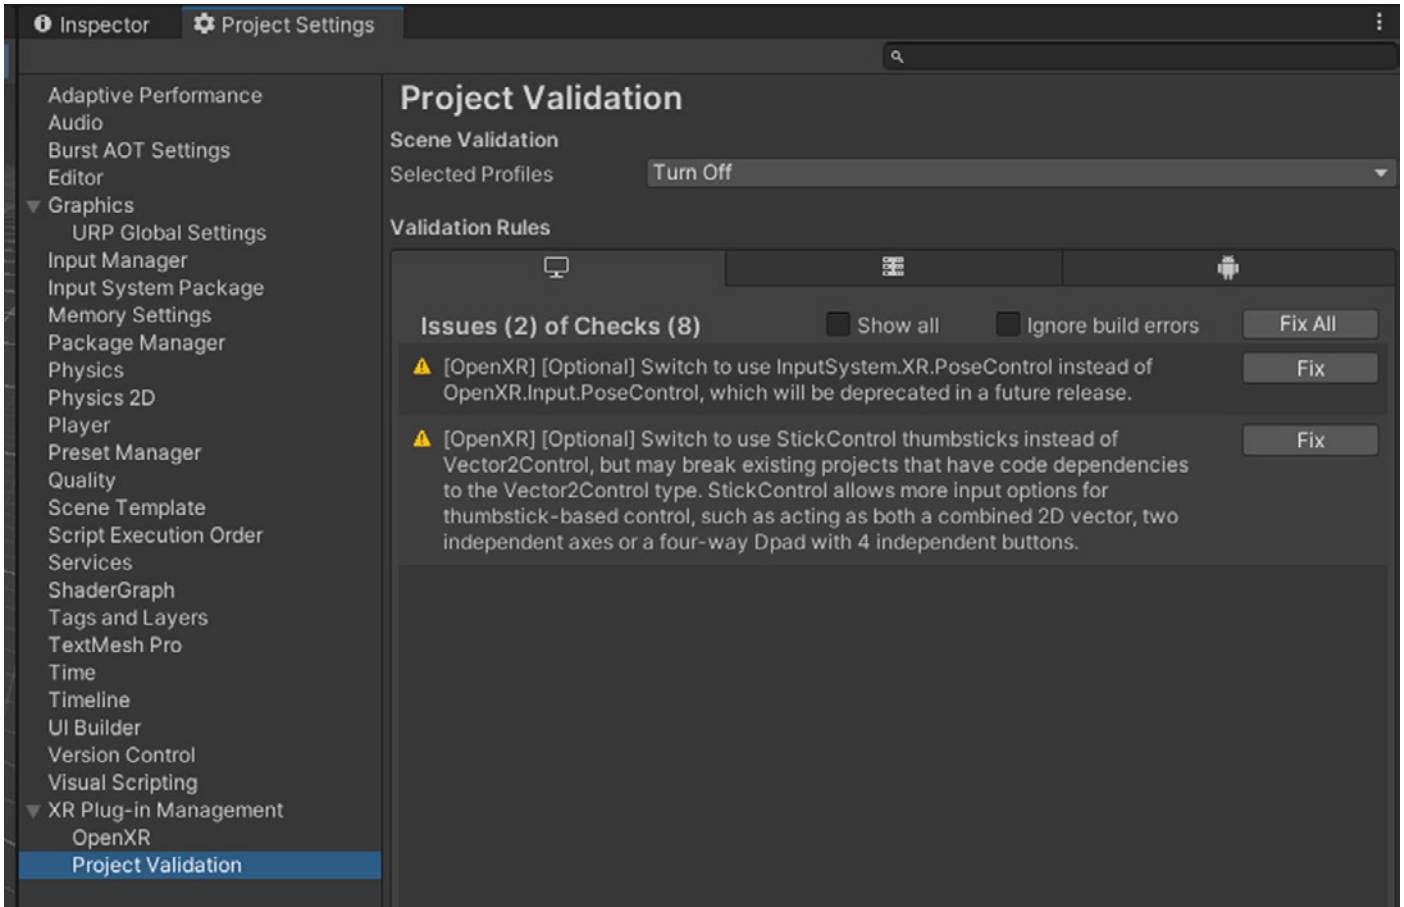 Inspector
Project Settings
Adaptive Performance
Audio
Burst AOT Settings
Editor
Graphics
URP Global Settings
Input Manager
Input System Package
Memory Settings
Package Manager
Physics
Physics 2D
Player
Preset Manager
Quality
Scene Template
Script Execution Order
Services
ShaderGraph
Tags and Layers
TextMesh Pro
Time
Timeline
UI Builder
Version Control
Visual Scripting
XR Plug-in Management
OpenXR
Project Validation
Project Validation
Scene Validation
Selected Profiles Turn Off
Validation Rules
Issues (2) of Checks (8) Show all Ignore build errors Fix All
[OpenXR] [Optional] Switch to use InputSystem.XR.PoseControl instead of
OpenXR.Input.PoseControl, which will be deprecated in a future release.
Fix
[OpenXR] [Optional] Switch to use StickControl thumbsticks instead of
Vector2Control, but may break existing projects that have code dependencies
to the Vector2Control type. StickControl allows more input options for
thumbstick-based control, such as acting as both a combined 2D vector, two
independent axes or a four-way Dpad with 4 independent buttons.
Fix